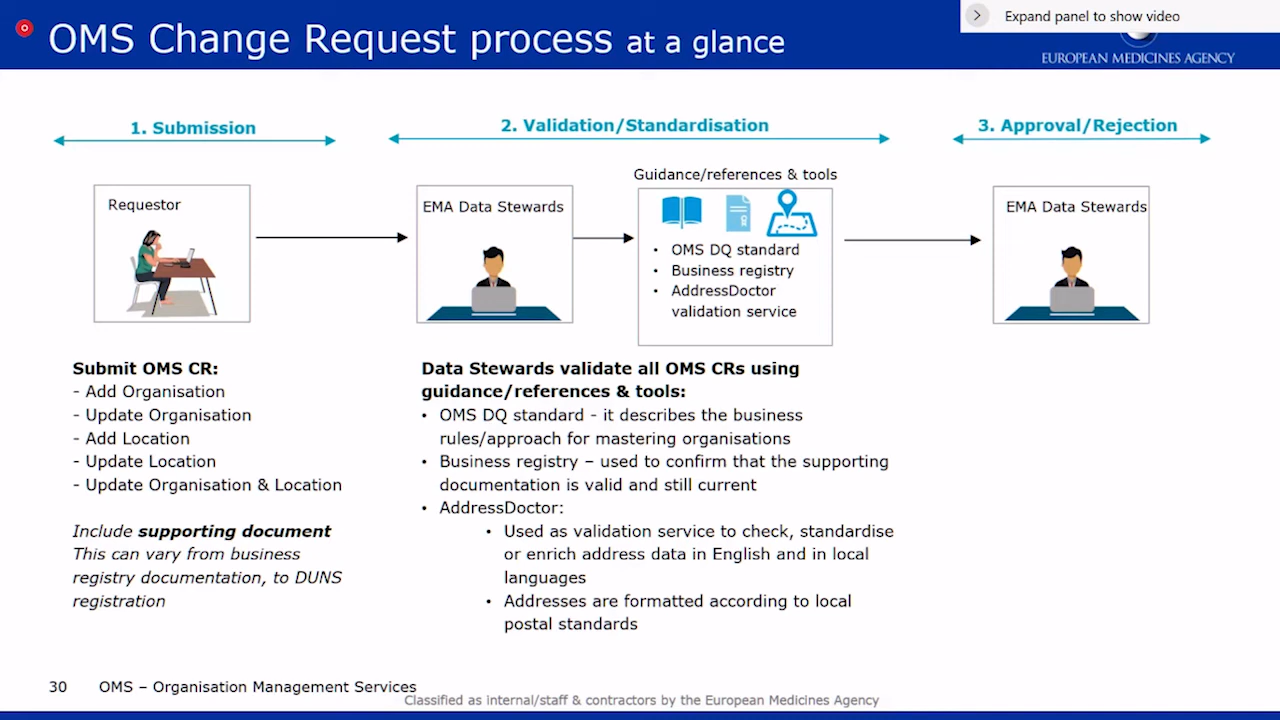 OMS Change Request process at a glance
Expand panel to show video
EUROPEAN MEDICINES AGENCY
1. Submission
2. Validation/Standardisation
3. Approval/Rejection
Requestor
EMA Data Stewards
Guidance/references & tools
• OMS DQ standard
• Business registry
• AddressDoctor
validation service
EMA Data Stewards
Submit OMS CR:
- Add Organisation
- Update Organisation
- Add Location
- Update Location
- Update Organisation & Location
Include supporting document
This can vary from business
registry documentation, to DUNS
registration
Data Stewards validate all OMS CRs using
guidance/references & tools:
• OMS DQ standard - it describes the business
rules/approach for mastering organisations
• Business registry – used to confirm that the supporting
documentation is valid and still current
• AddressDoctor:
• Used as validation service to check, standardise
or enrich address data in English and in local
languages
• Addresses are formatted according to local
postal standards
30 OMS – Organisation Management Services
Classified as internal/staff & contractors by the European Medicines Agency